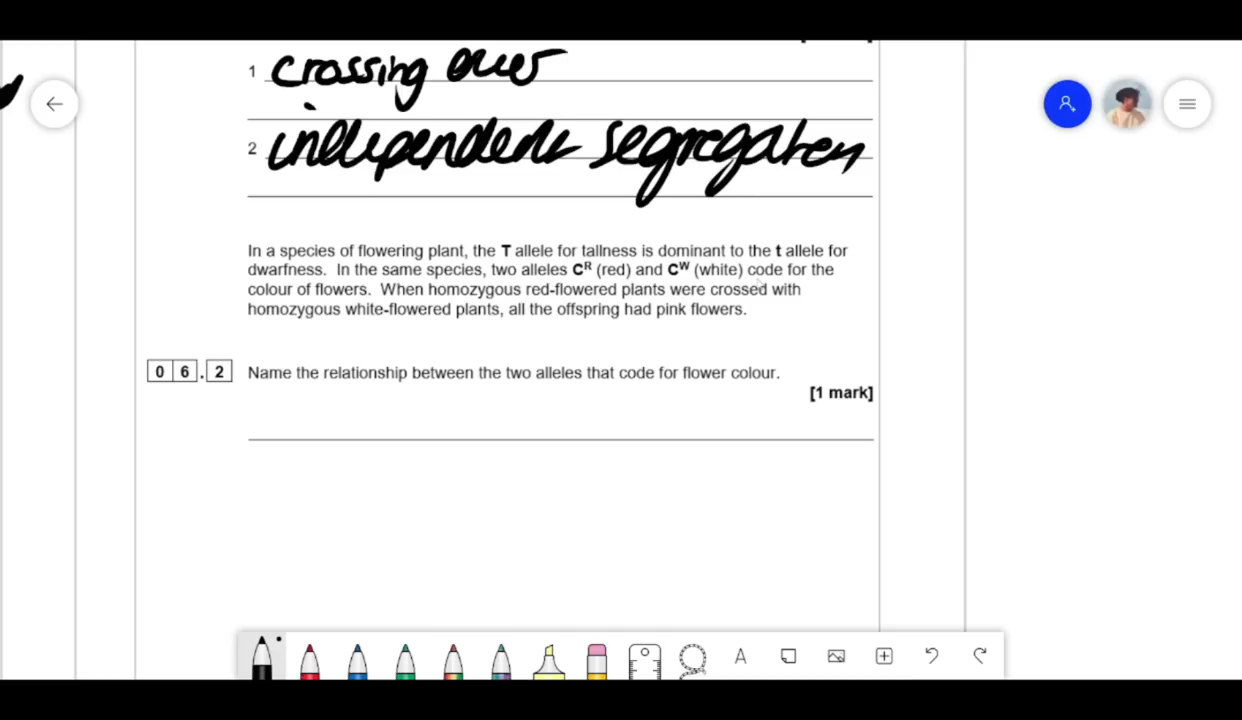 1 crossing over
2 independent segregation
In a species of flowering plant, the T allele for tallness is dominant to the t allele for
dwarfness. In the same species, two alleles Cᴿ (red) and Cᵂ (white) code for the
colour of flowers. When homozygous red-flowered plants were crossed with
homozygous white-flowered plants, all the offspring had pink flowers.
0 6 . 2 Name the relationship between the two alleles that code for flower colour.
[1 mark]
A